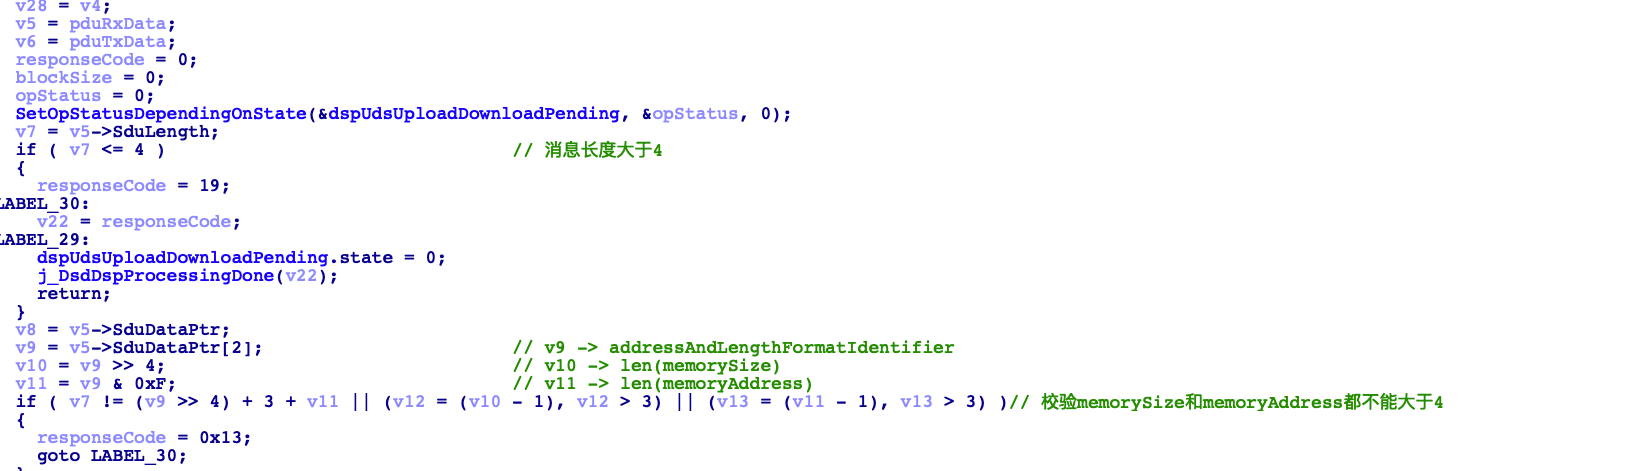 v28 = v4;
v5 = pduRxData;
v6 = pduTxData;
responseCode = 0;
blockSize = 0;
opStatus = 0;
SetOpStatusDependingOnState(&dspUdsUploadDownloadPending, &opStatus, 0);
v7 = v5->SduLength;
if ( v7 <= 4 ) // 消息长度大于4
{
responseCode = 19;
LABEL_30:
v22 = responseCode;
LABEL_29:
dspUdsUploadDownloadPending.state = 0;
j_DsdDspProcessingDone(v22);
return;
}
v8 = v5->SduDataPtr;
v9 = v5->SduDataPtr[2]; // v9 -> addressAndLengthFormatIdentifier
v10 = v9 >> 4; // v10 -> len(memorySize)
v11 = v9 & 0xF; // v11 -> len(memoryAddress)
if ( v7 != (v9 >> 4) + 3 + v11 || (v12 = (v10 - 1), v12 > 3) || (v13 = (v11 - 1), v13 > 3) )// 校验memorySize和memoryAddress都不能大于4
{
responseCode = 0x13;
goto LABEL_30;